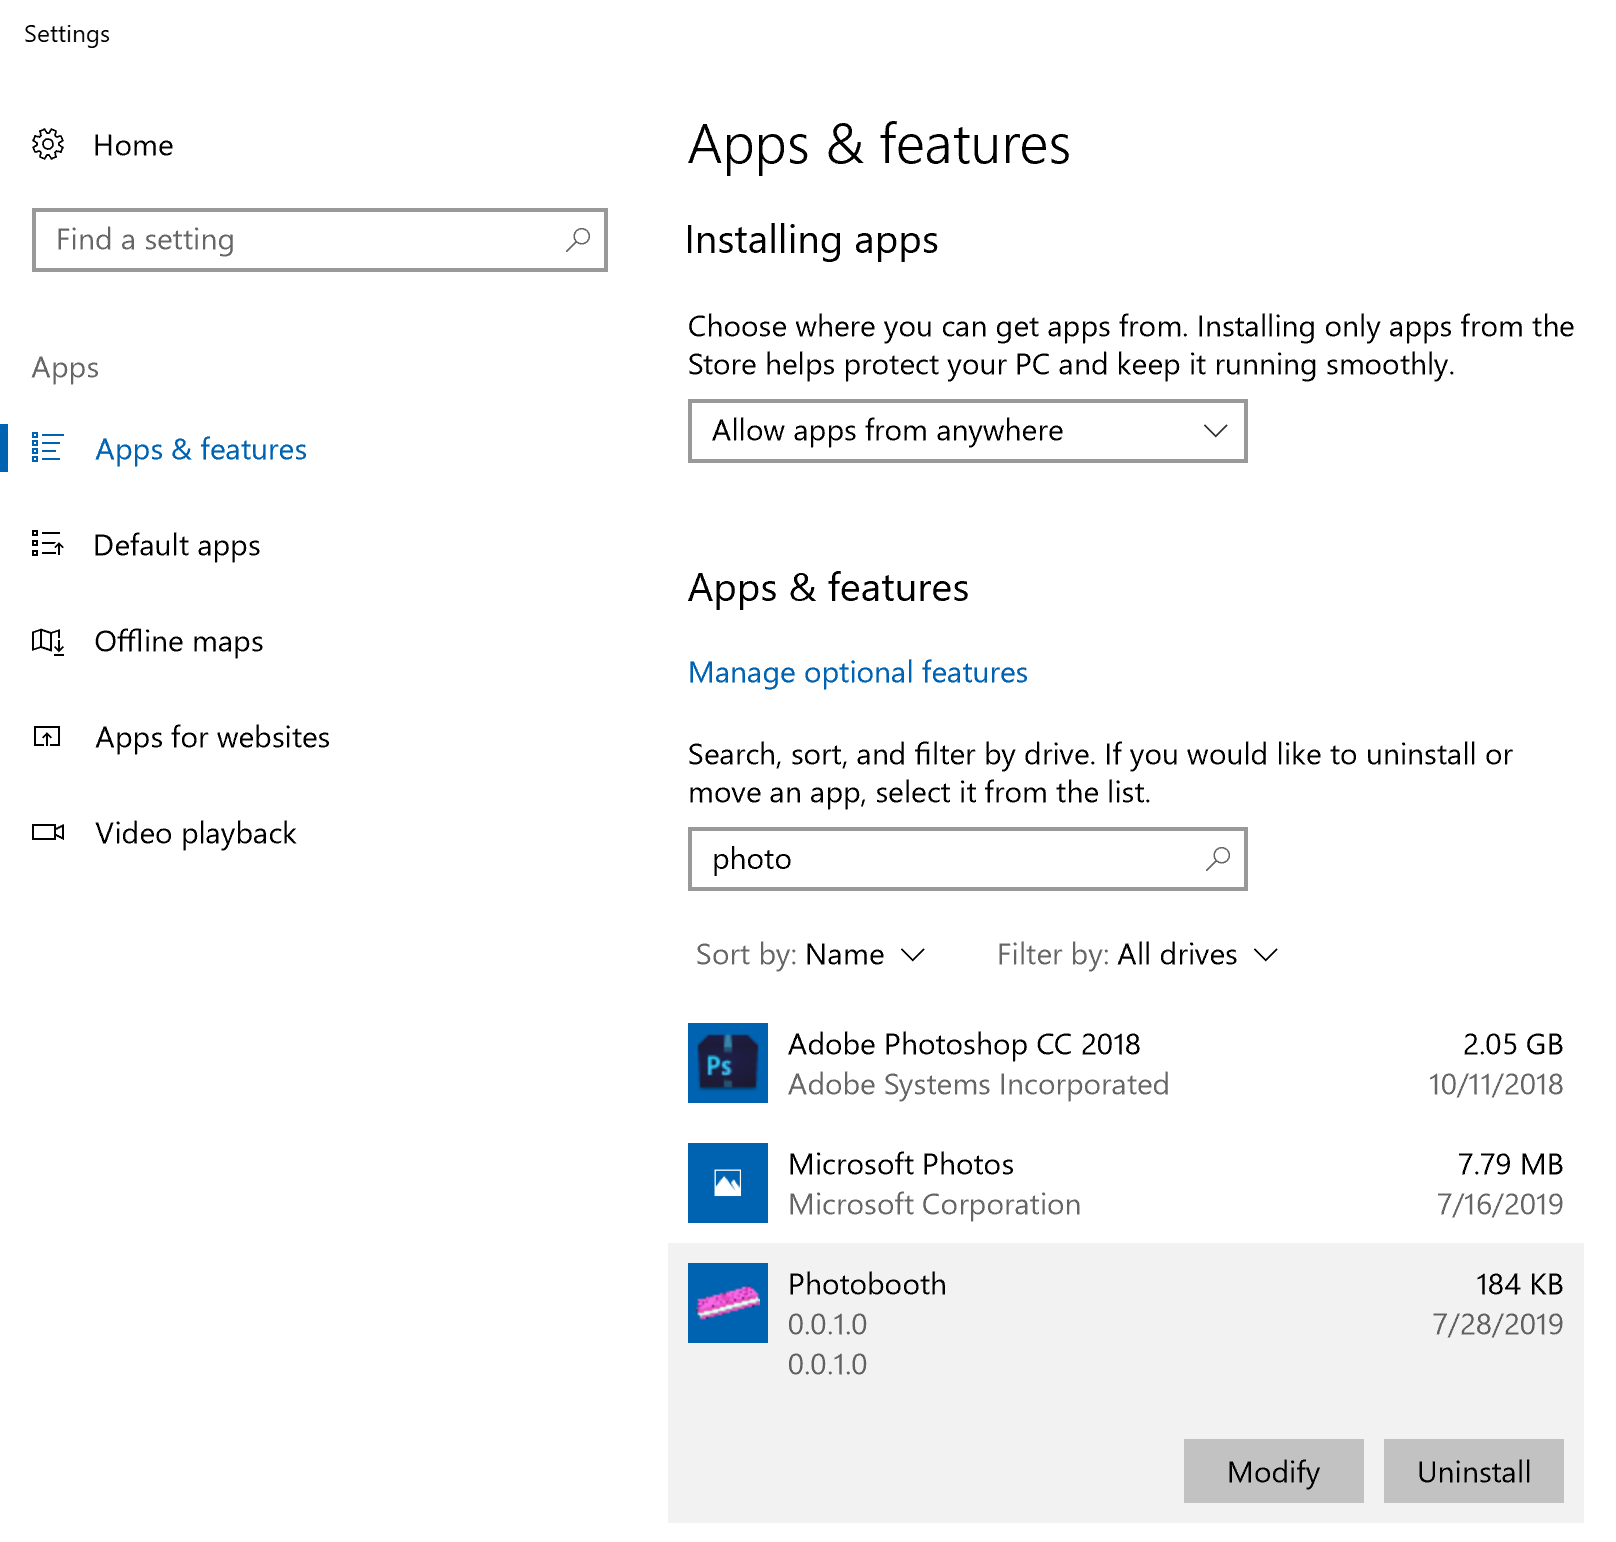 Settings
Home
Find a setting
Apps
Apps & features
Default apps
Offline maps
Apps for websites
Video playback
Apps & features
Installing apps
Choose where you can get apps from. Installing only apps from the
Store helps protect your PC and keep it running smoothly.
Allow apps from anywhere
Apps & features
Manage optional features
Search, sort, and filter by drive. If you would like to uninstall or
move an app, select it from the list.
photo
Sort by: Name Filter by: All drives
Ps
Adobe Photoshop CC 2018 2.05 GB
Adobe Systems Incorporated 10/11/2018
Microsoft Photos 7.79 MB
Microsoft Corporation 7/16/2019
Photobooth 184 KB
0.0.1.0 7/28/2019
0.0.1.0
Modify Uninstall